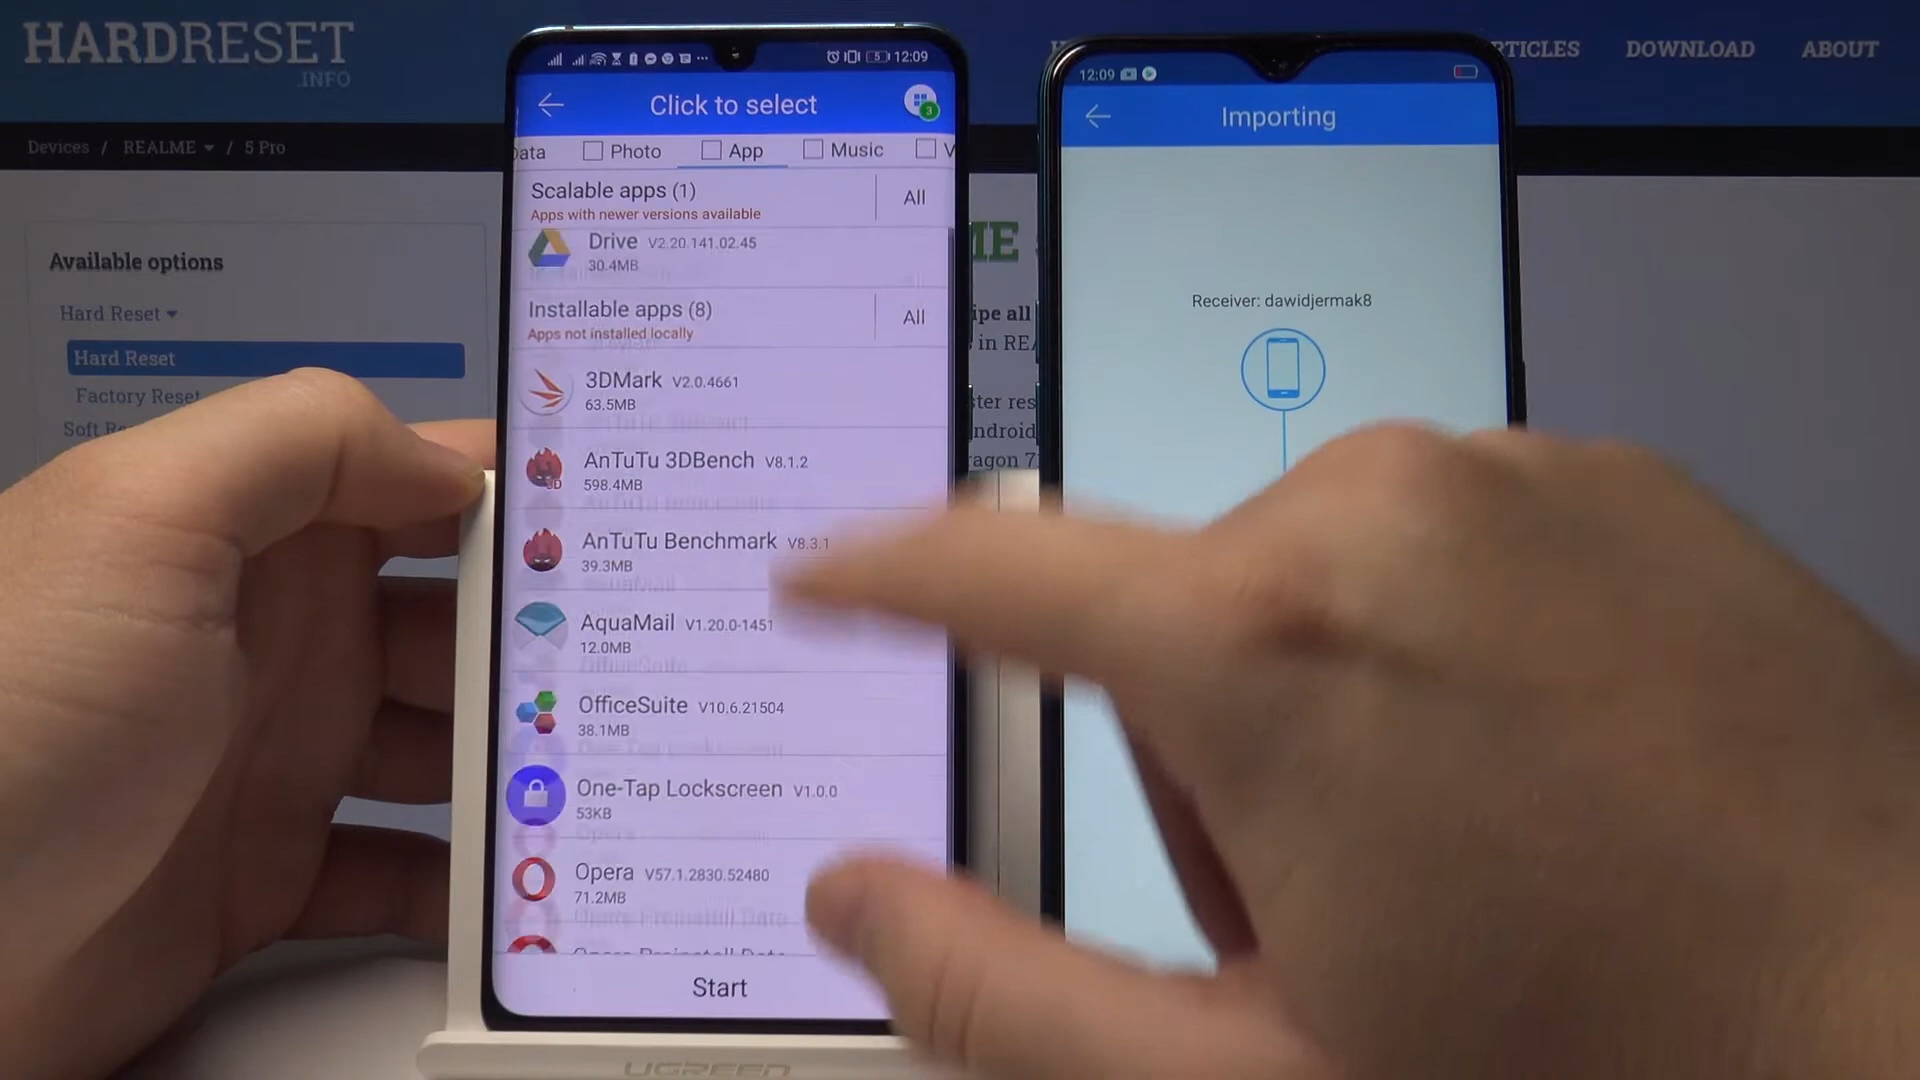 HARDRESET
.INFO
ARTICLES DOWNLOAD ABOUT
Devices / REALME / 5 Pro
Available options
Hard Reset
Hard Reset
Factory Reset
12:09
Click to select
3
Photo App Music
Scalable apps (1)
Apps with newer versions available
All
Drive V2.20.141.02.45
30.4MB
Installable apps (8)
Apps not installed locally
All
3DMark V2.0.4661
63.5MB
AnTuTu 3DBench V8.1.2
598.4MB
AnTuTu Benchmark V8.3.1
39.3MB
AquaMail V1.20.0-1451
12.0MB
OfficeSuite V10.6.21504
38.1MB
One-Tap Lockscreen V1.0.0
53KB
Opera V57.1.2830.52480
71.2MB
Start
12:09
Importing
Receiver: dawidjermak8
UGREEN